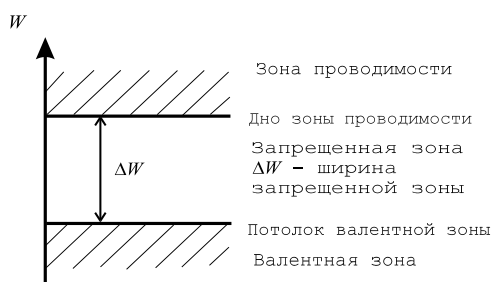 W
Зона проводимости
Дно зоны проводимости
Запрещенная зона
ΔW
ΔW – ширина
запрещенной зоны
Потолок валентной зоны
Валентная зона